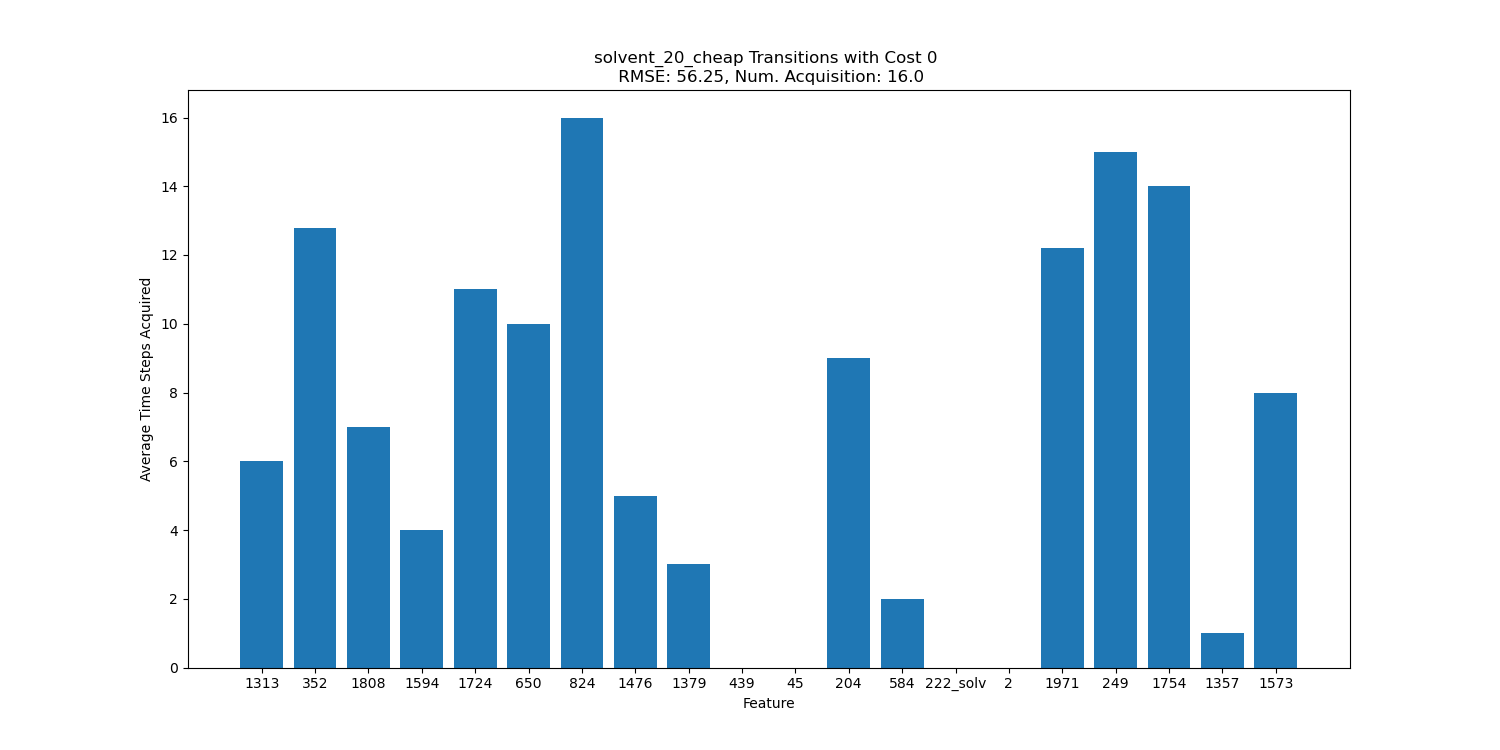 solvent_20_cheap Transitions with Cost 0
RMSE: 56.25, Num. Acquisition: 16.0
16
14
12
10
8
6
4
2
0
Average Time Steps Acquired
1313 352 1808 1594 1724 650 824 1476 1379 439 45 204 584 222_solv 2 1971 249 1754 1357 1573
Feature